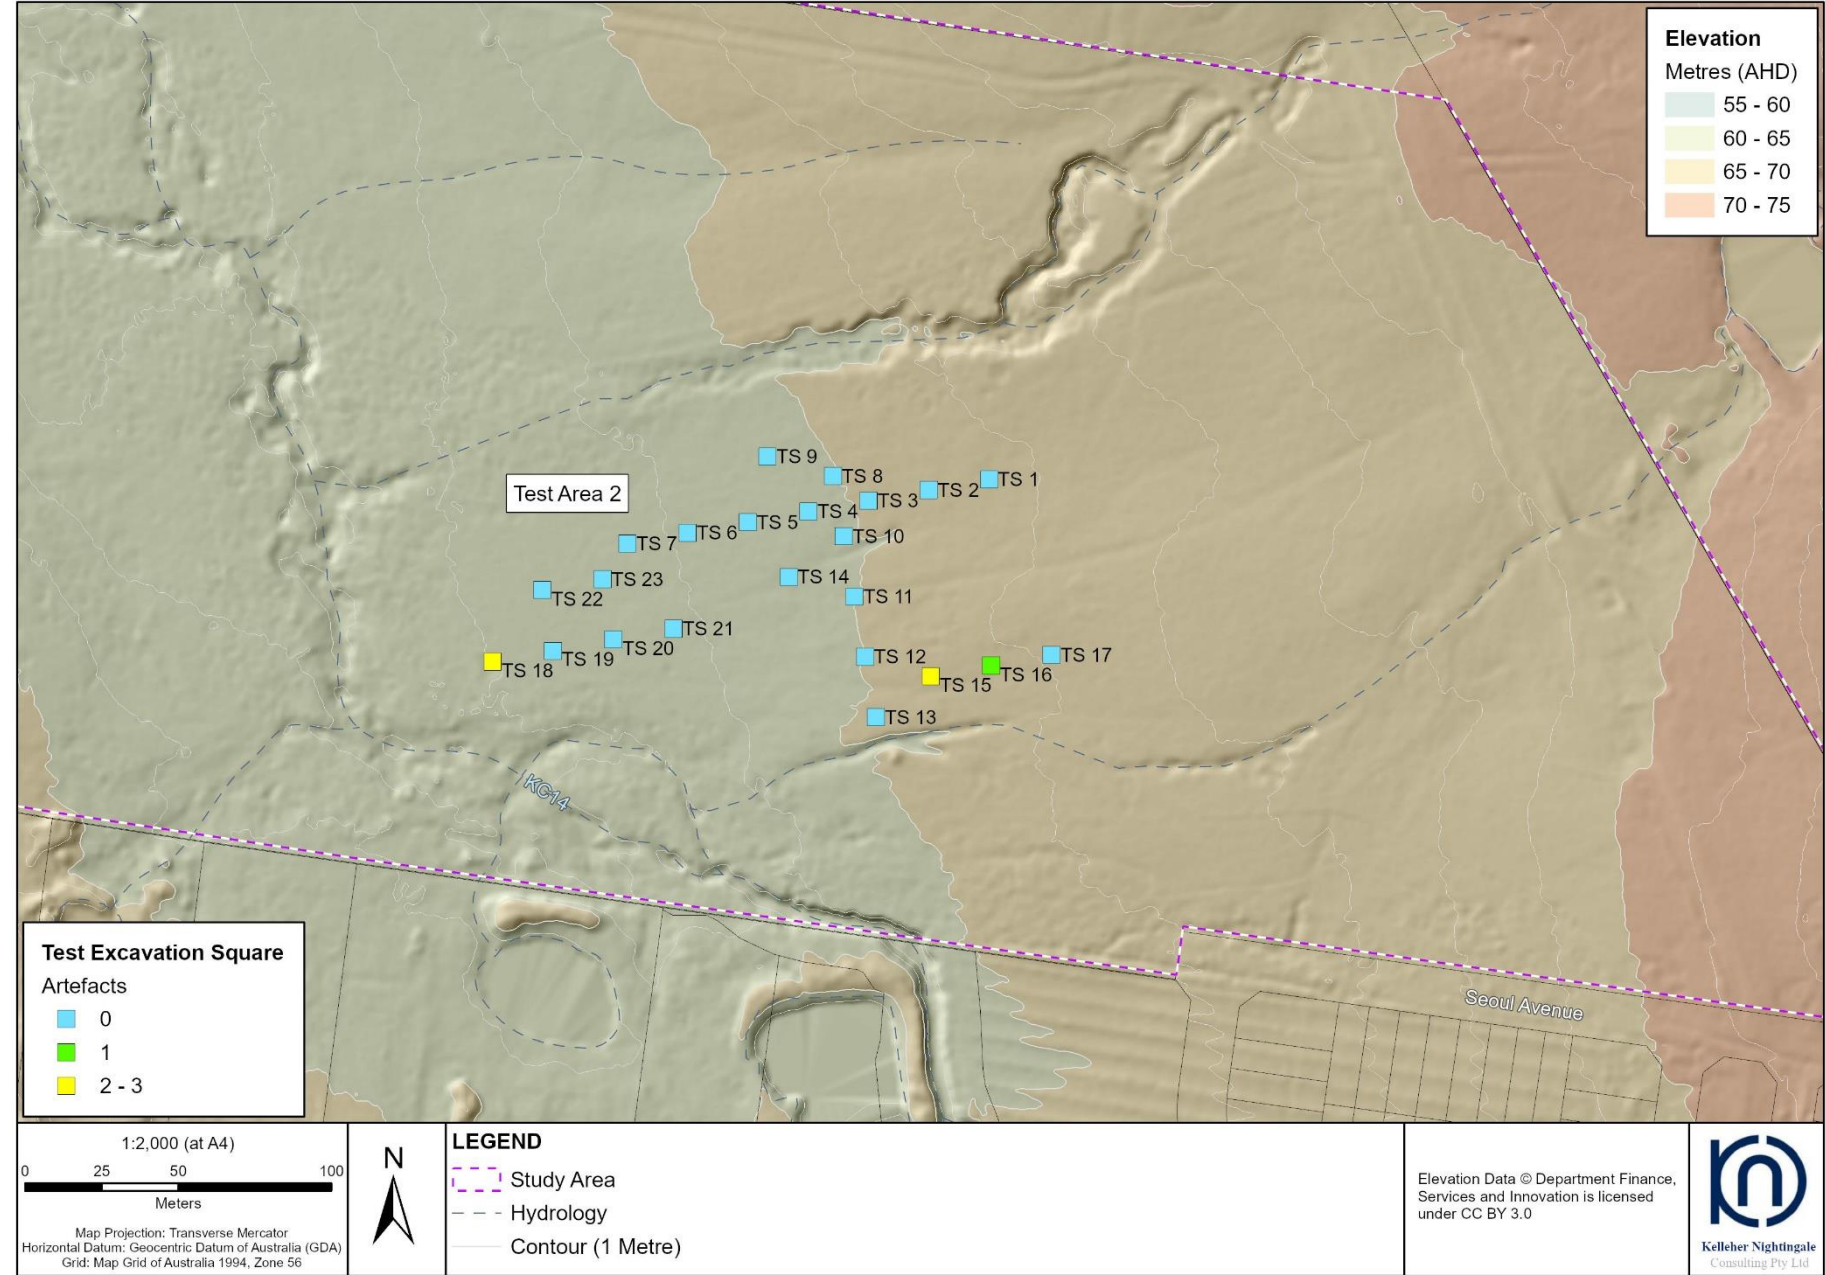 Elevation
Metres (AHD)
55 - 60
60 - 65
65 - 70
70 - 75
TS 9
TS 8
TS 1
TS 2
TS 3
Test Area 2
TS 4
TS 5
TS 6
TS 10
TS 7
TS 14
TS 23
TS 22
TS 11
TS 21
TS 20
TS 19
TS 18
TS 12
TS 17
TS 16
TS 15
TS 13
KC14
Seoul Avenue
Test Excavation Square
Artefacts
0
1
2 - 3
1:2,000 (at A4)
0 25 50 100
Meters
Map Projection: Transverse Mercator
Horizontal Datum: Geocentric Datum of Australia (GDA)
Grid: Map Grid of Australia 1994, Zone 56
N
LEGEND
Study Area
Hydrology
Contour (1 Metre)
Elevation Data © Department Finance,
Services and Innovation is licensed
under CC BY 3.0
Kelleher Nightingale
Consulting Pty Ltd